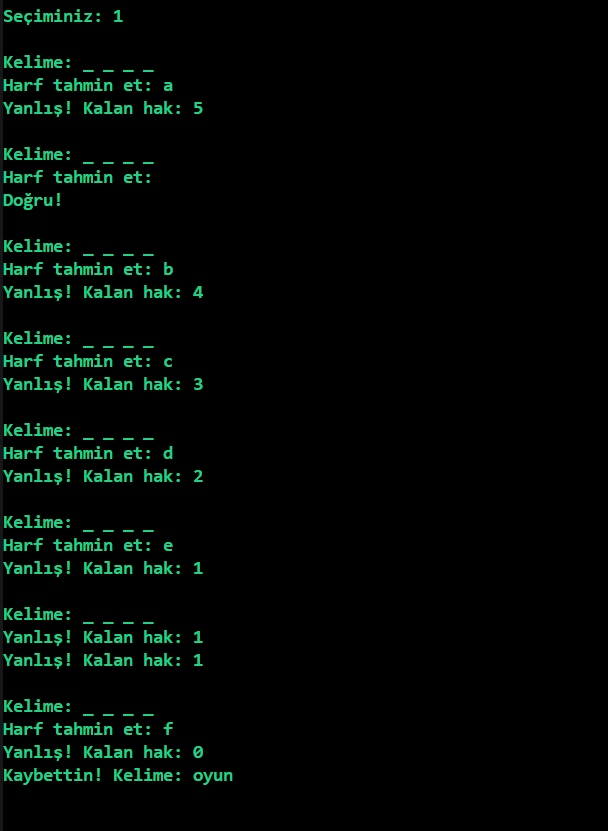 Seçiminiz: 1
Kelime: _ _ _ _
Harf tahmin et: a
Yanlış! Kalan hak: 5
Kelime: _ _ _ _
Harf tahmin et:
Doğru!
Kelime: _ _ _ _
Harf tahmin et: b
Yanlış! Kalan hak: 4
Kelime: _ _ _ _
Harf tahmin et: c
Yanlış! Kalan hak: 3
Kelime: _ _ _ _
Harf tahmin et: d
Yanlış! Kalan hak: 2
Kelime: _ _ _ _
Harf tahmin et: e
Yanlış! Kalan hak: 1
Kelime: _ _ _ _
Yanlış! Kalan hak: 1
Yanlış! Kalan hak: 1
Kelime: _ _ _ _
Harf tahmin et: f
Yanlış! Kalan hak: 0
Kaybettin! Kelime: oyun